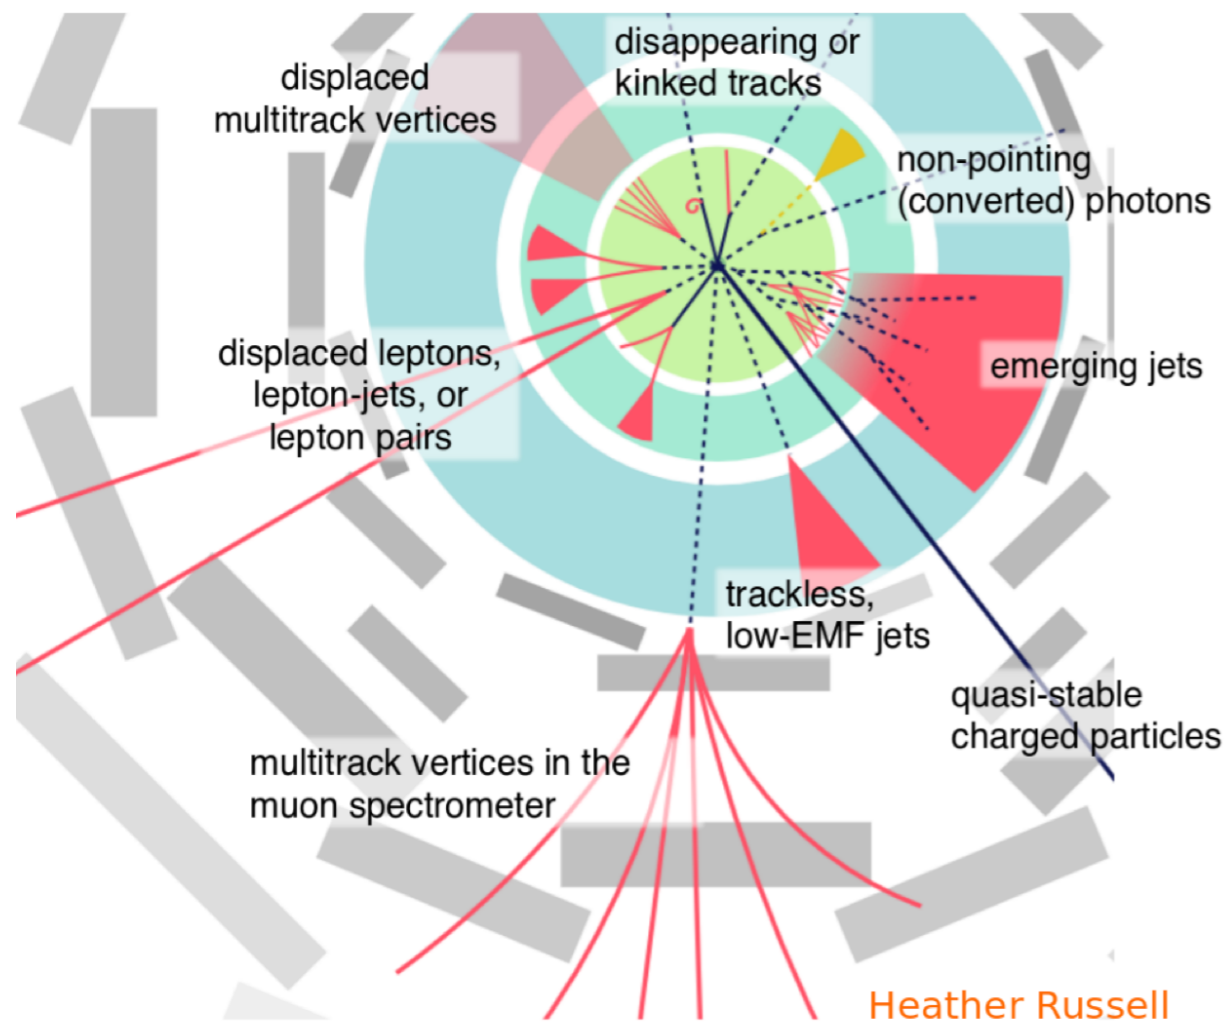 disappearing or
kinked tracks
displaced
multitrack vertices
non-pointing
(converted) photons
displaced leptons,
lepton-jets, or
lepton pairs
emerging jets
trackless,
low-EMF jets
quasi-stable
charged particles
multitrack vertices in the
muon spectrometer
Heather Russell